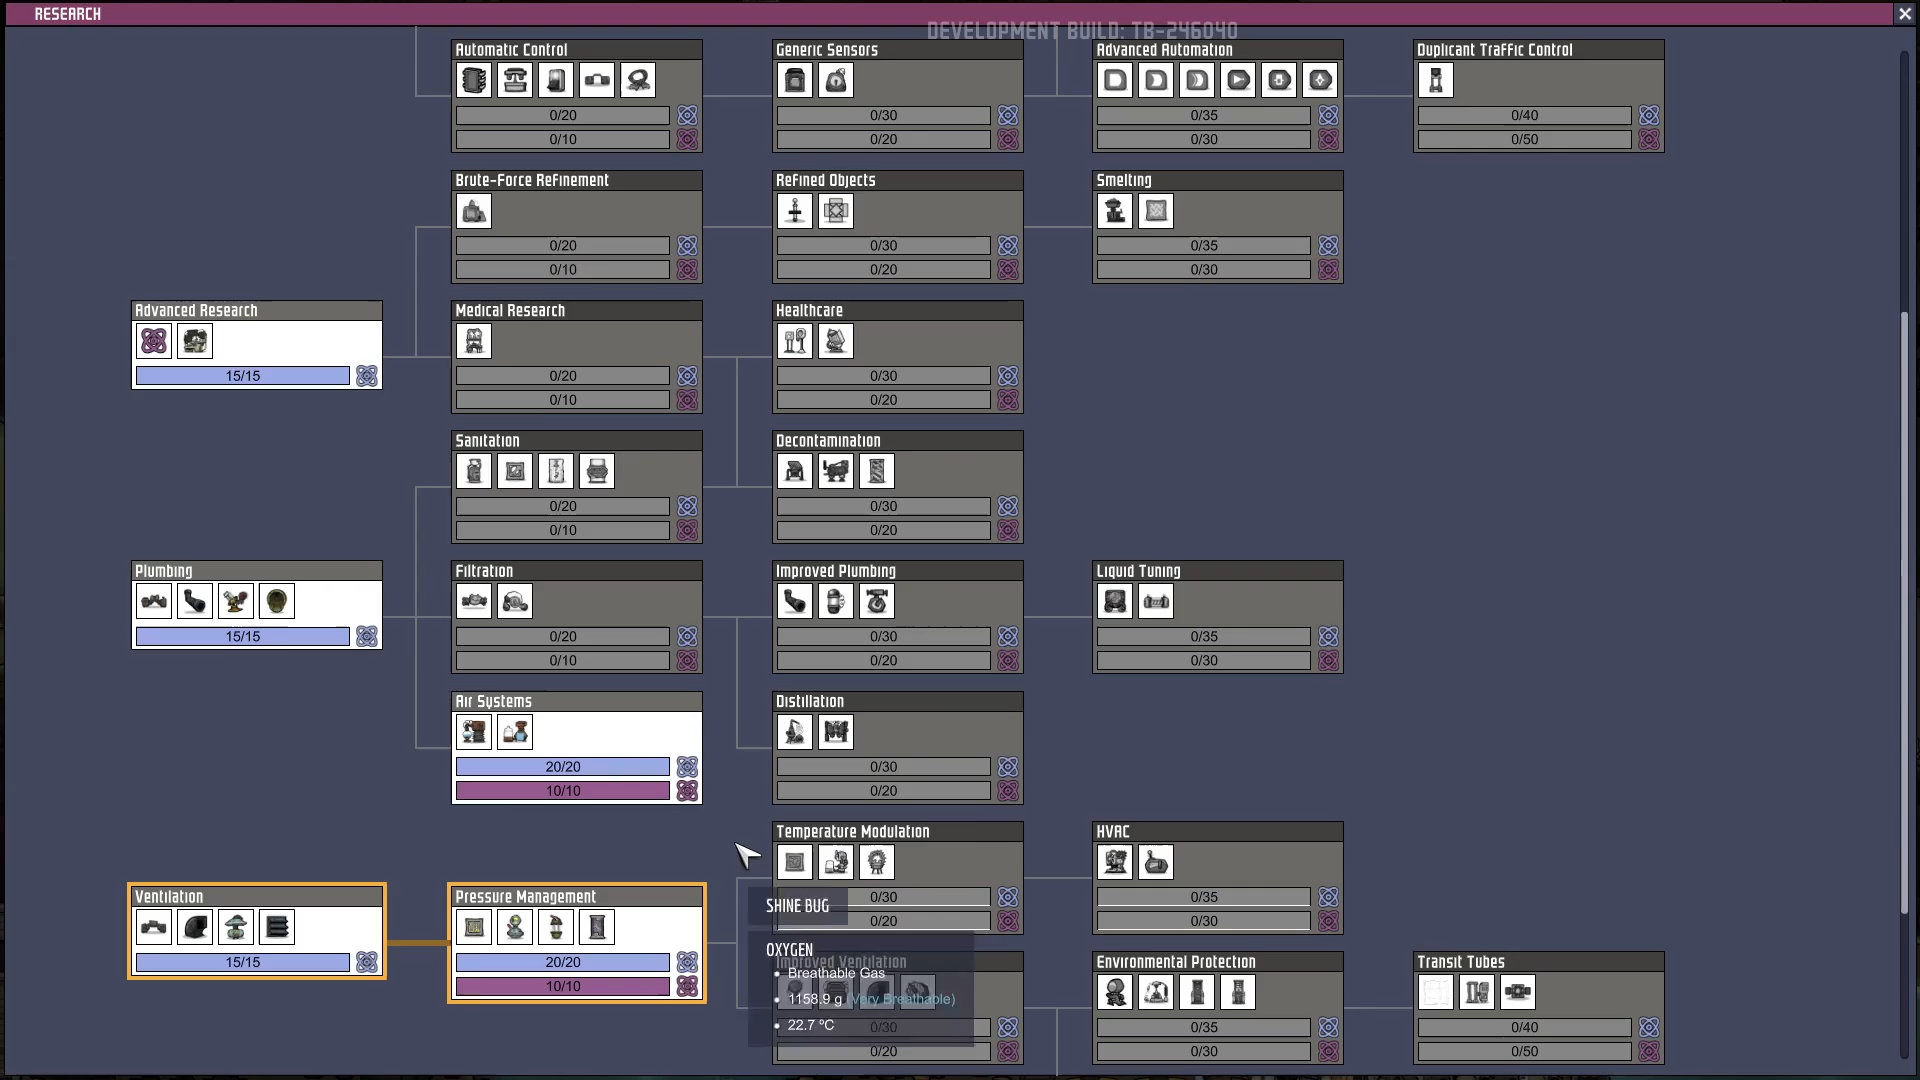 RESEARCH
DEVELOPMENT BUILD: TB-246040
Automatic Control
Generic Sensors
Advanced Automation
Duplicant Traffic Control
0/20
0/30
0/35
0/40
0/10
0/20
0/30
0/50
Brute-Force Refinement
Refined Objects
Smelting
0/20
0/30
0/35
0/10
0/20
0/30
Advanced Research
Medical Research
Healthcare
15/15
0/20
0/30
0/10
0/20
Sanitation
Decontamination
0/20
0/30
0/10
0/20
Plumbing
Filtration
Improved Plumbing
Liquid Tuning
15/15
0/20
0/30
0/35
0/10
0/20
0/30
Air Systems
Distillation
20/20
0/30
10/10
0/20
Temperature Modulation
HVAC
0/30
0/35
0/20
0/30
Ventilation
Pressure Management
15/15
20/20
10/10
SHINE BUG
OXYGEN
• Breathable Gas
• 1158.9 g (Very Breathable)
• 22.7 ºC
Improved Ventilation
Environmental Protection
Transit Tubes
0/30
0/35
0/40
0/20
0/30
0/50